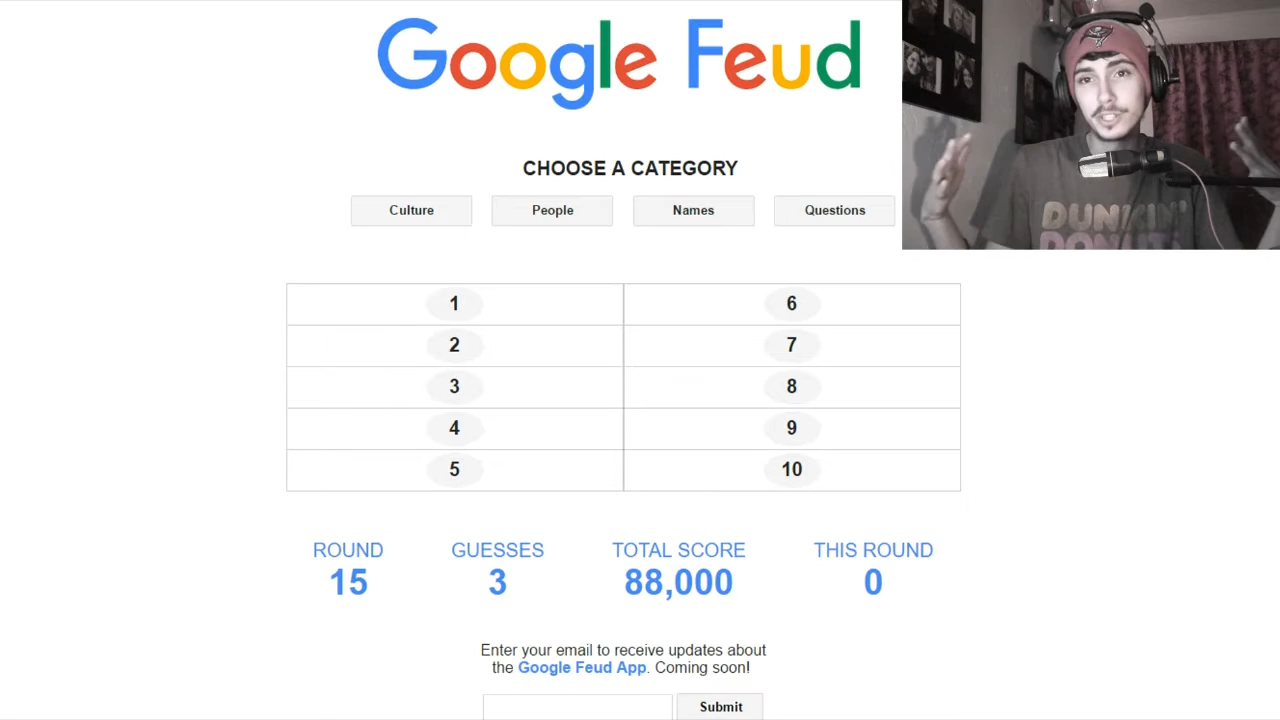 Google Feud
CHOOSE A CATEGORY
Culture People Names Questions
1 6
2 7
3 8
4 9
5 10
ROUND GUESSES TOTAL SCORE THIS ROUND
15 3 88,000 0
Enter your email to receive updates about
the Google Feud App. Coming soon!
Submit
DUNKIN'
DONUTS